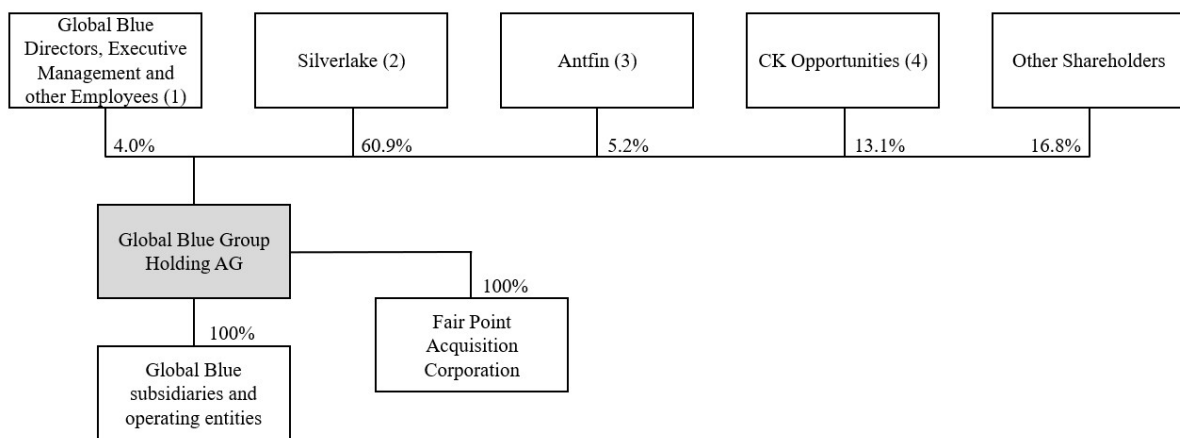 Global Blue
Directors, Executive
Management and
other Employees (1)
Silverlake (2)
Antfin (3)
CK Opportunities (4)
Other Shareholders
4.0%
60.9%
5.2%
13.1%
16.8%
Global Blue Group
Holding AG
100%
Fair Point
Acquisition
Corporation
100%
Global Blue
subsidiaries and
operating entities